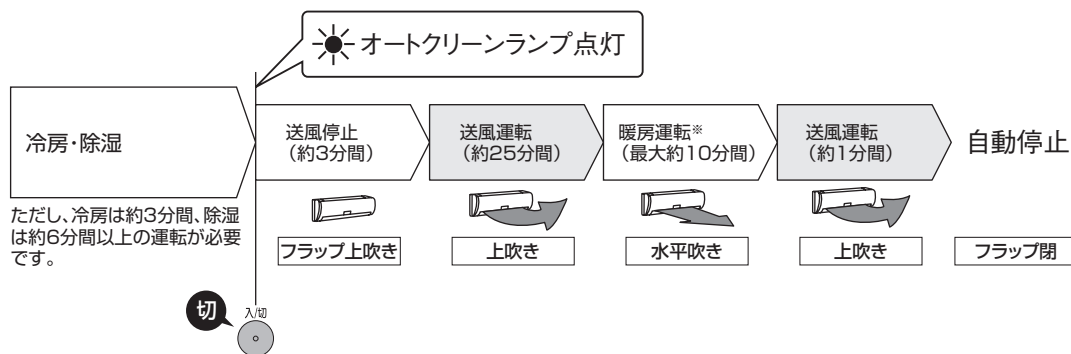 オートクリーンランプ点灯
冷房・除湿
送風停止
（約3分間）
送風運転
（約25分間）
暖房運転※
（最大約10分間）
送風運転
（約1分間）
自動停止
ただし、冷房は約3分間、除湿
は約6分間以上の運転が必要
です。
フラップ上吹き
上吹き
水平吹き
上吹き
フラップ閉
切
入/切